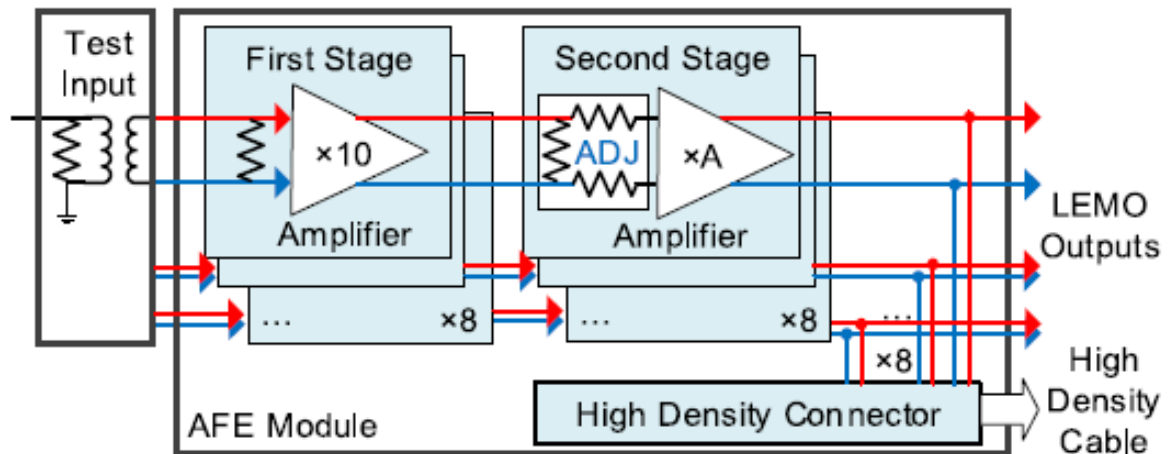 Test
Input
First Stage
×10
Amplifier
...
×8
Second Stage
ADJ
×A
Amplifier
...
×8
LEMO
Outputs
...
×8
High Density Connector
High
Density
Cable
AFE Module